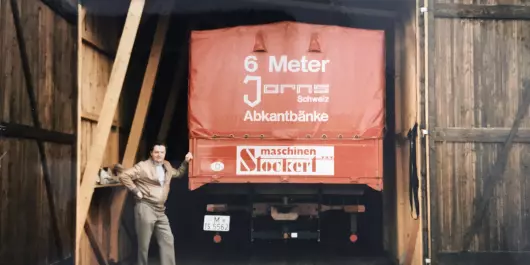 6 Meter
Jorns
Schweiz
Abkantbänke
maschinen
Stockert
D
M